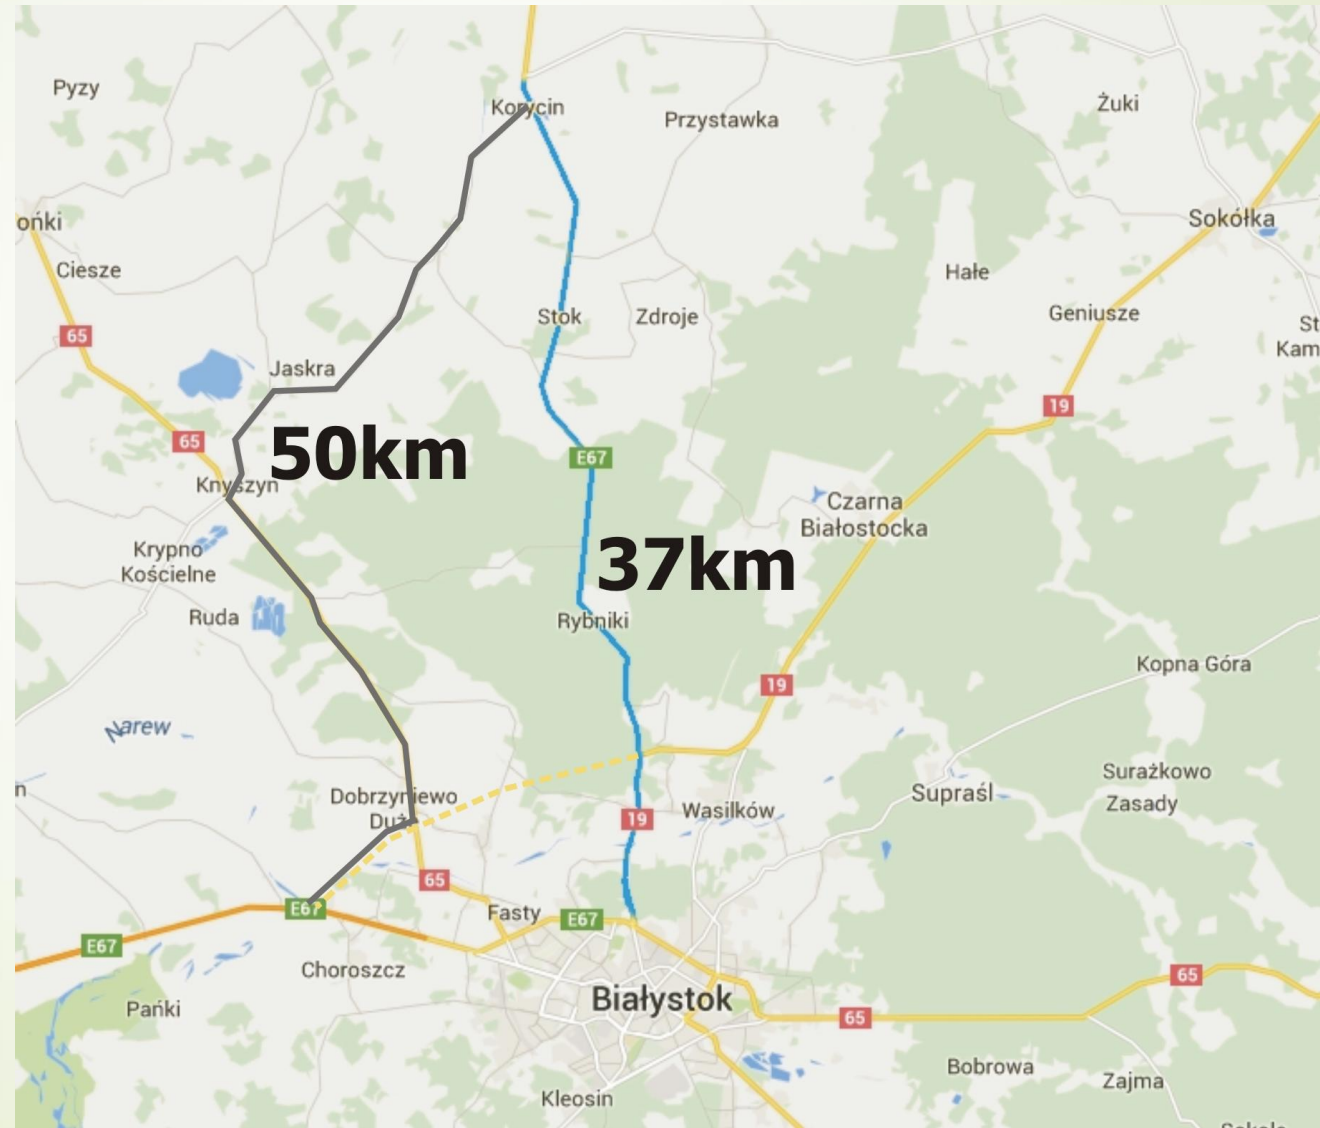 Pyzy
Korycin
Przystawka
Żuki
ońki
Sokółka
Ciesze
Hałe
Geniusze
Stok
Zdroje
St
Kam
65
Jaskra
19
65
50km
E67
Knyszyn
Czarna
Białostocka
Krypno
Kościelne
37km
Ruda
Rybniki
Kopna Góra
19
Narew
Surażkowo
Zasady
n
Dobrzyniewo
Duże
Supraśl
Wasilków
19
65
E67
Fasty
E67
E67
Choroszcz
65
Białystok
Pańki
65
Bobrowa
Zajma
Kleosin